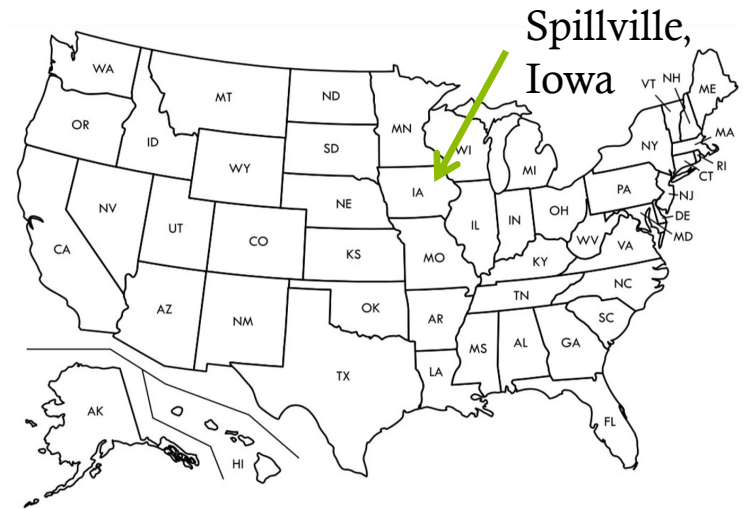 Spillville,
Iowa
WA
MT
ND
MN
VT
NH
ME
OR
ID
SD
WI
MI
NY
MA
WY
IA
PA
RI
CT
NV
UT
NE
IL
IN
OH
NJ
DE
MD
CA
CO
KS
MO
KY
WV
VA
AZ
NM
OK
AR
TN
NC
SC
TX
LA
MS
AL
GA
FL
AK
HI